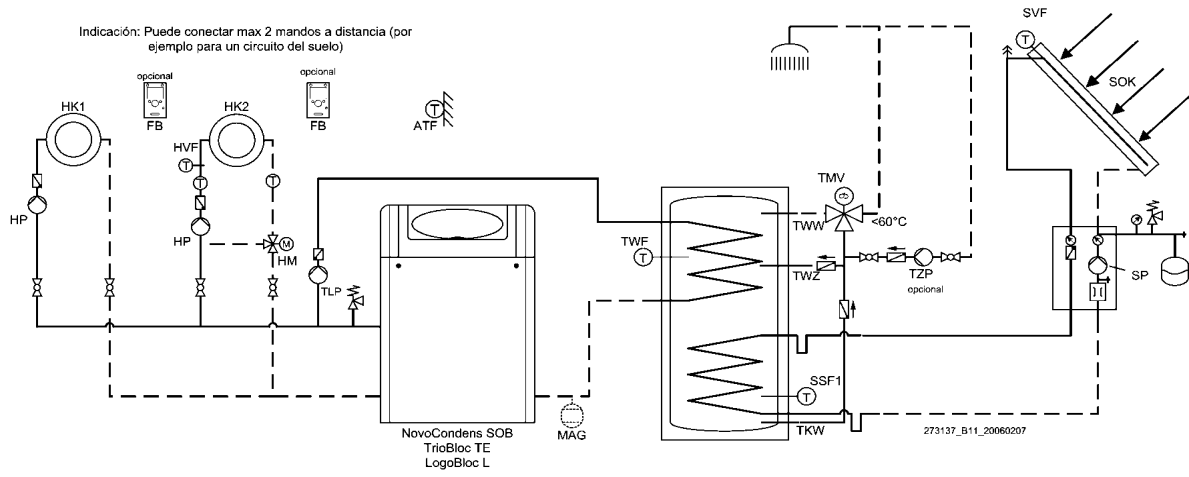 Indicación: Puede conectar max 2 mandos a distancia (por
ejemplo para un circuito del suelo)
SVF
T
SOK
opcional
opcional
HK1
FB
HK2
FB
T
ATF
HVF
T
T
T
TMV
HP
HP
M
HM
TWW
<60°C
TWF
T
TWZ
TZP
opcional
SP
TLP
SSF1
T
TKW
MAG
273137_B11_20060207
NovoCondens SOB
TrioBloc TE
LogoBloc L